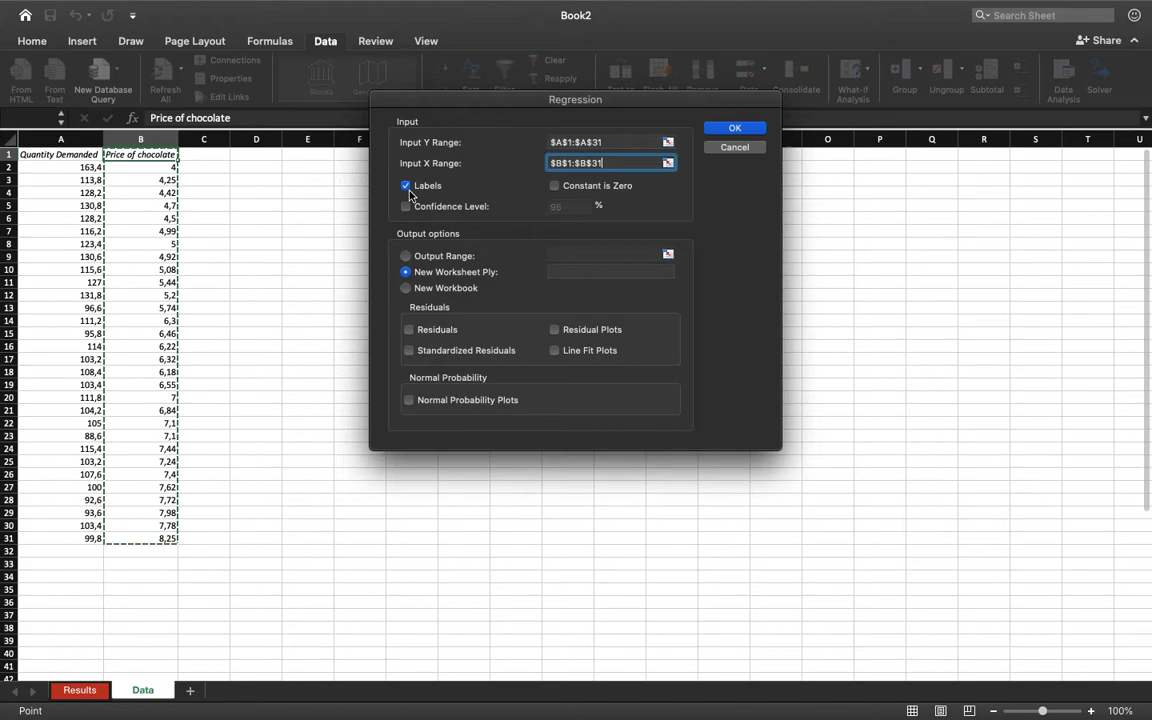 Book2
Search Sheet
Home Insert Draw Page Layout Formulas Data Review View
Share
From HTML
From Text
New Database Query
Refresh All
Connections
Properties
Edit Links
Stocks
Clear
Reapply
Consolidate
What-If Analysis
Group
Ungroup
Subtotal
Data Analysis
Solver
fx Price of chocolate
A B C D E F O P Q R S T U
1 Quantity Demanded Price of chocolate
2 163,4 4
3 113,8 4,25
4 128,2 4,42
5 130,8 4,7
6 128,2 4,5
7 116,2 4,99
8 123,4 5
9 130,6 4,92
10 115,6 5,08
11 127 5,44
12 131,8 5,2
13 96,6 5,74
14 111,2 6,3
15 95,8 6,46
16 114 6,22
17 103,2 6,32
18 108,4 6,18
19 103,4 6,55
20 111,8 7
21 104,2 6,84
22 105 7,1
23 88,6 7,1
24 115,4 7,44
25 103,2 7,24
26 107,6 7,4
27 100 7,62
28 92,6 7,72
29 93,6 7,98
30 103,4 7,78
31 99,8 8,25
32
33
34
35
36
37
38
39
40
41
42
Regression
Input
Input Y Range: $A$1:$A$31
Input X Range: $B$1:$B$31
Labels
Constant is Zero
Confidence Level: 96 %
OK
Cancel
Output options
Output Range:
New Worksheet Ply:
New Workbook
Residuals
Residuals
Residual Plots
Standardized Residuals
Line Fit Plots
Normal Probability
Normal Probability Plots
Results Data
Point
100%